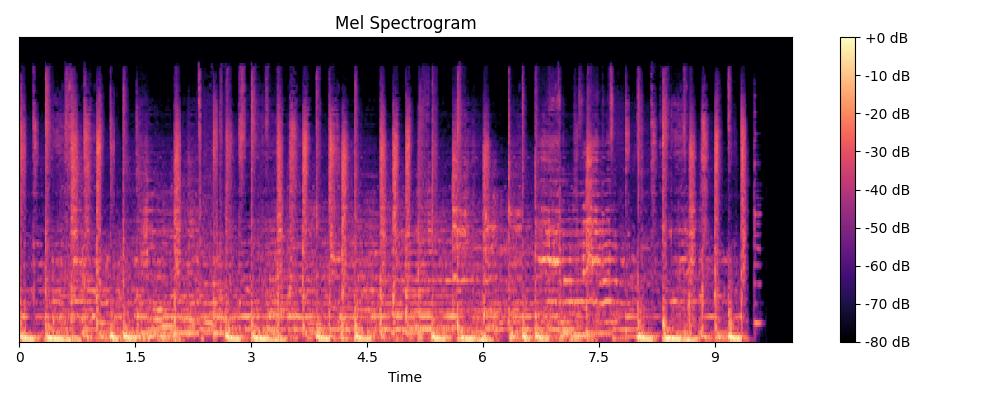 Mel Spectrogram
+0 dB
-10 dB
-20 dB
-30 dB
-40 dB
-50 dB
-60 dB
-70 dB
-80 dB
0 1.5 3 4.5 6 7.5 9
Time